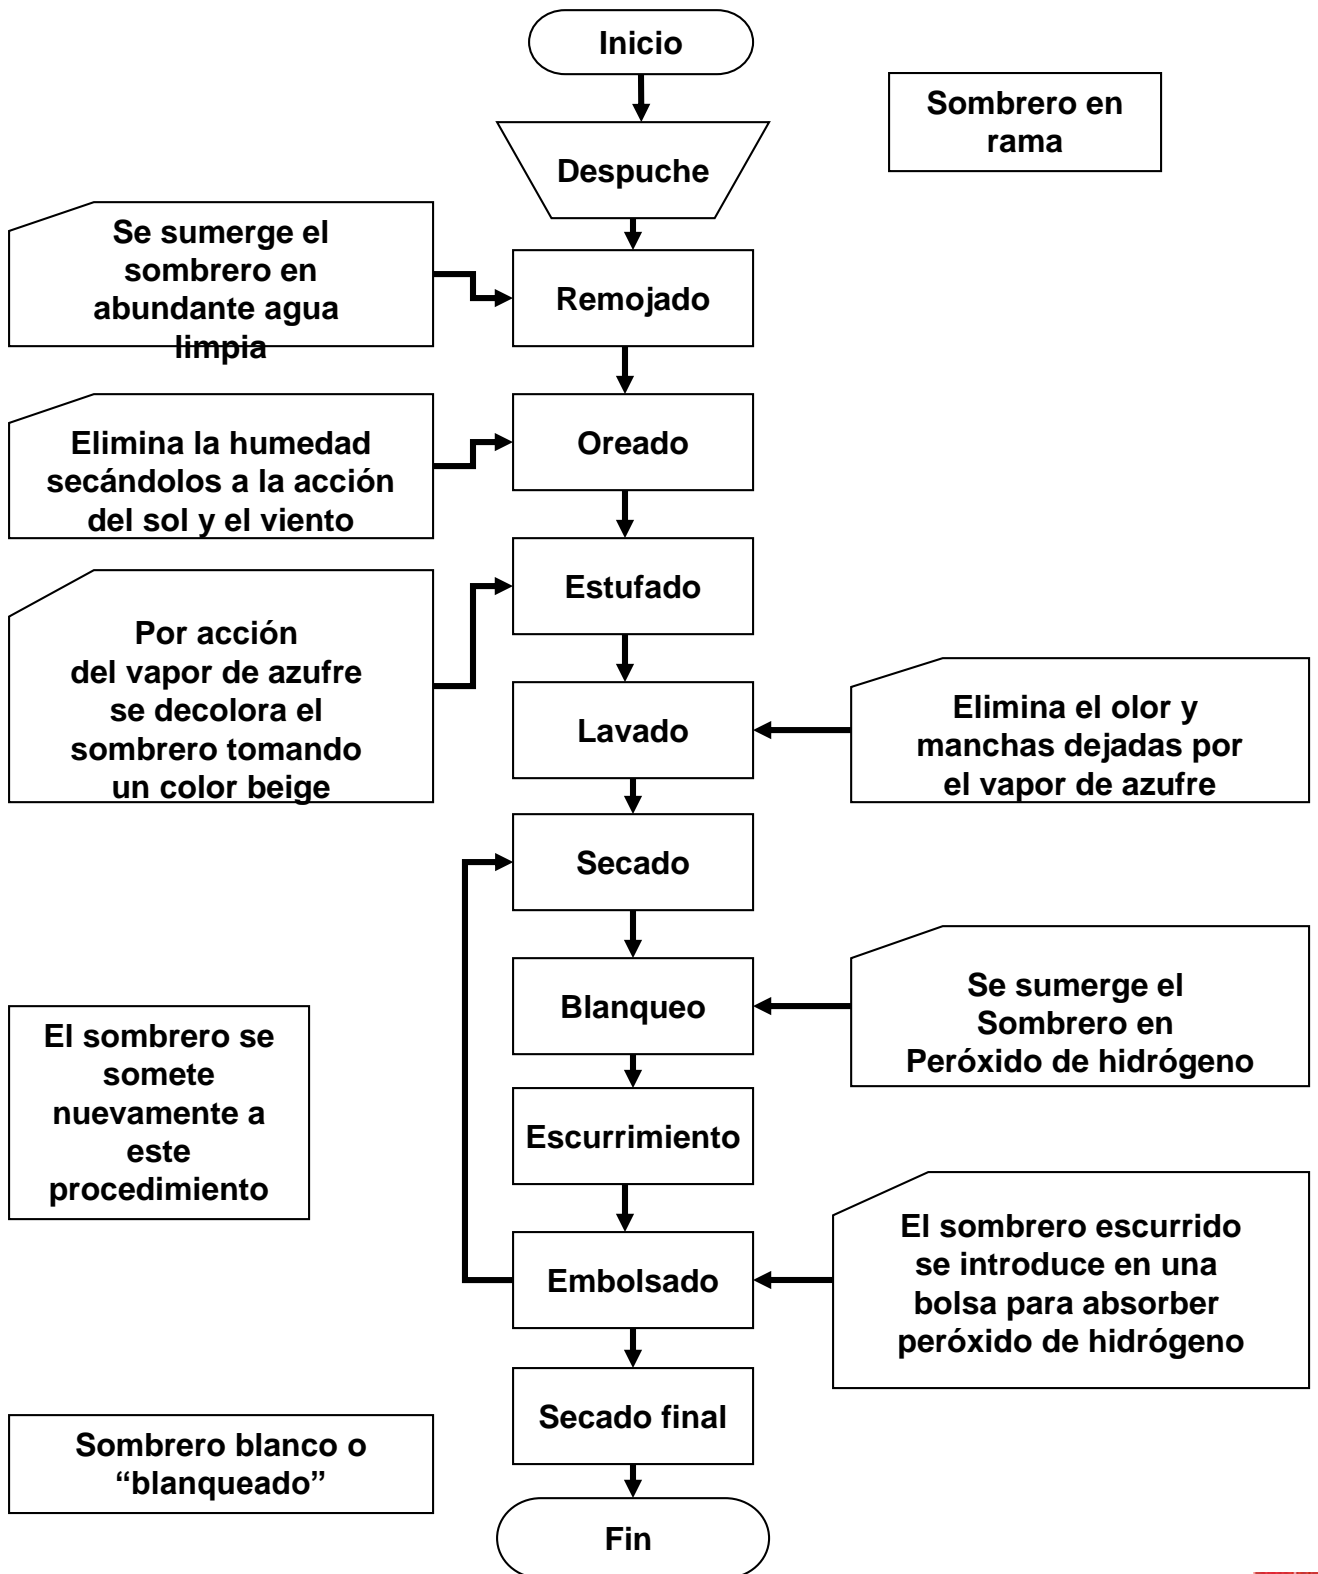 Inicio
Sombrero en
rama
Despuche
Se sumerge el
sombrero en
abundante agua
limpia
Remojado
Elimina la humedad
secándolos a la acción
del sol y el viento
Oreado
Estufado
Por acción
del vapor de azufre
se decolora el
sombrero tomando
un color beige
Lavado
Elimina el olor y
manchas dejadas por
el vapor de azufre
Secado
Blanqueo
Se sumerge el
Sombrero en
Peróxido de hidrógeno
El sombrero se
somete
nuevamente a
este
procedimiento
Escurrimiento
Embolsado
El sombrero escurrido
se introduce en una
bolsa para absorber
peróxido de hidrógeno
Secado final
Sombrero blanco o
“blanqueado”
Fin